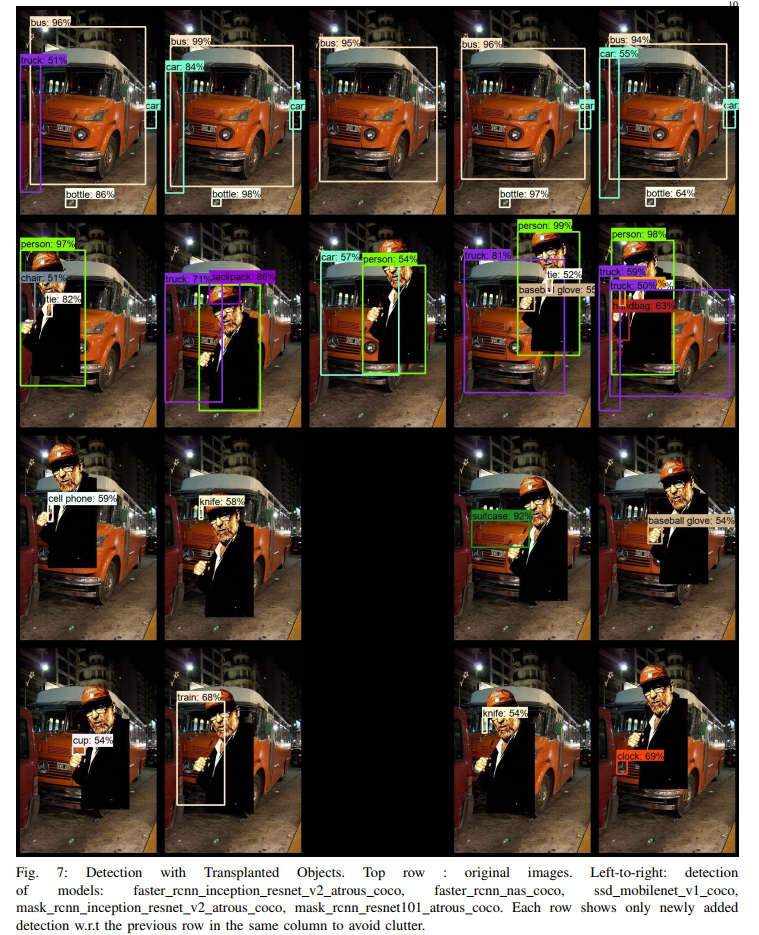 10
bus: 96%
bus: 99%
bus: 95%
bus: 96%
bus: 94%
truck: 51%
car: 84%
car: 55%
car:
car
car
car:
bottle: 86%
bottle: 98%
bottle: 97%
bottle: 64%
person: 97%
chair: 51%
tie: 82%
truck: 71%
backpack: 86%
car: 57%
person: 54%
person: 99%
truck: 81%
tie: 52%
baseball glove: 55
person: 98%
truck: 59%
truck: 50%
ndbag: 63%
cell phone: 59%
knife: 58%
suitcase: 92%
baseball glove: 54%
cup: 54%
train: 68%
knife: 54%
clock: 69%
Fig. 7: Detection with Transplanted Objects. Top row : original images. Left-to-right: detection
of models: faster_rcnn_inception_resnet_v2_atrous_coco, faster_rcnn_nas_coco, ssd_mobilenet_v1_coco,
mask_rcnn_inception_resnet_v2_atrous_coco, mask_rcnn_resnet101_atrous_coco. Each row shows only newly added
detection w.r.t the previous row in the same column to avoid clutter.